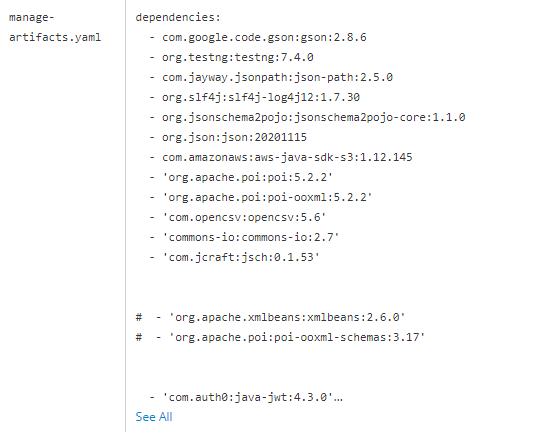 manage-
artifacts.yaml
dependencies:
- com.google.code.gson:gson:2.8.6
- org.testng:testng:7.4.0
- com.jayway.jsonpath:json-path:2.5.0
- org.slf4j:slf4j-log4j12:1.7.30
- org.jsonschema2pojo:jsonschema2pojo-core:1.1.0
- org.json:json:20201115
- com.amazonaws:aws-java-sdk-s3:1.12.145
- 'org.apache.poi:poi:5.2.2'
- 'org.apache.poi:poi-ooxml:5.2.2'
- 'com.opencsv:opencsv:5.6'
- 'commons-io:commons-io:2.7'
- 'com.jcraft:jsch:0.1.53'
# - 'org.apache.xmlbeans:xmlbeans:2.6.0'
# - 'org.apache.poi:poi-ooxml-schemas:3.17'
- 'com.auth0:java-jwt:4.3.0'…
See All